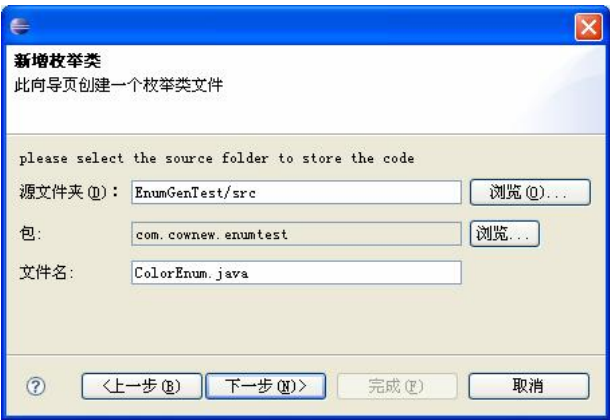 新增枚举类
此向导页创建一个枚举类文件
please select the source folder to store the code
源文件夹(D): EnumGenTest/src 浏览(O)...
包: com.cownew.enumtest 浏览...
文件名: ColorEnum.java
? <上一步(B) 下一步(N)> 完成(F) 取消